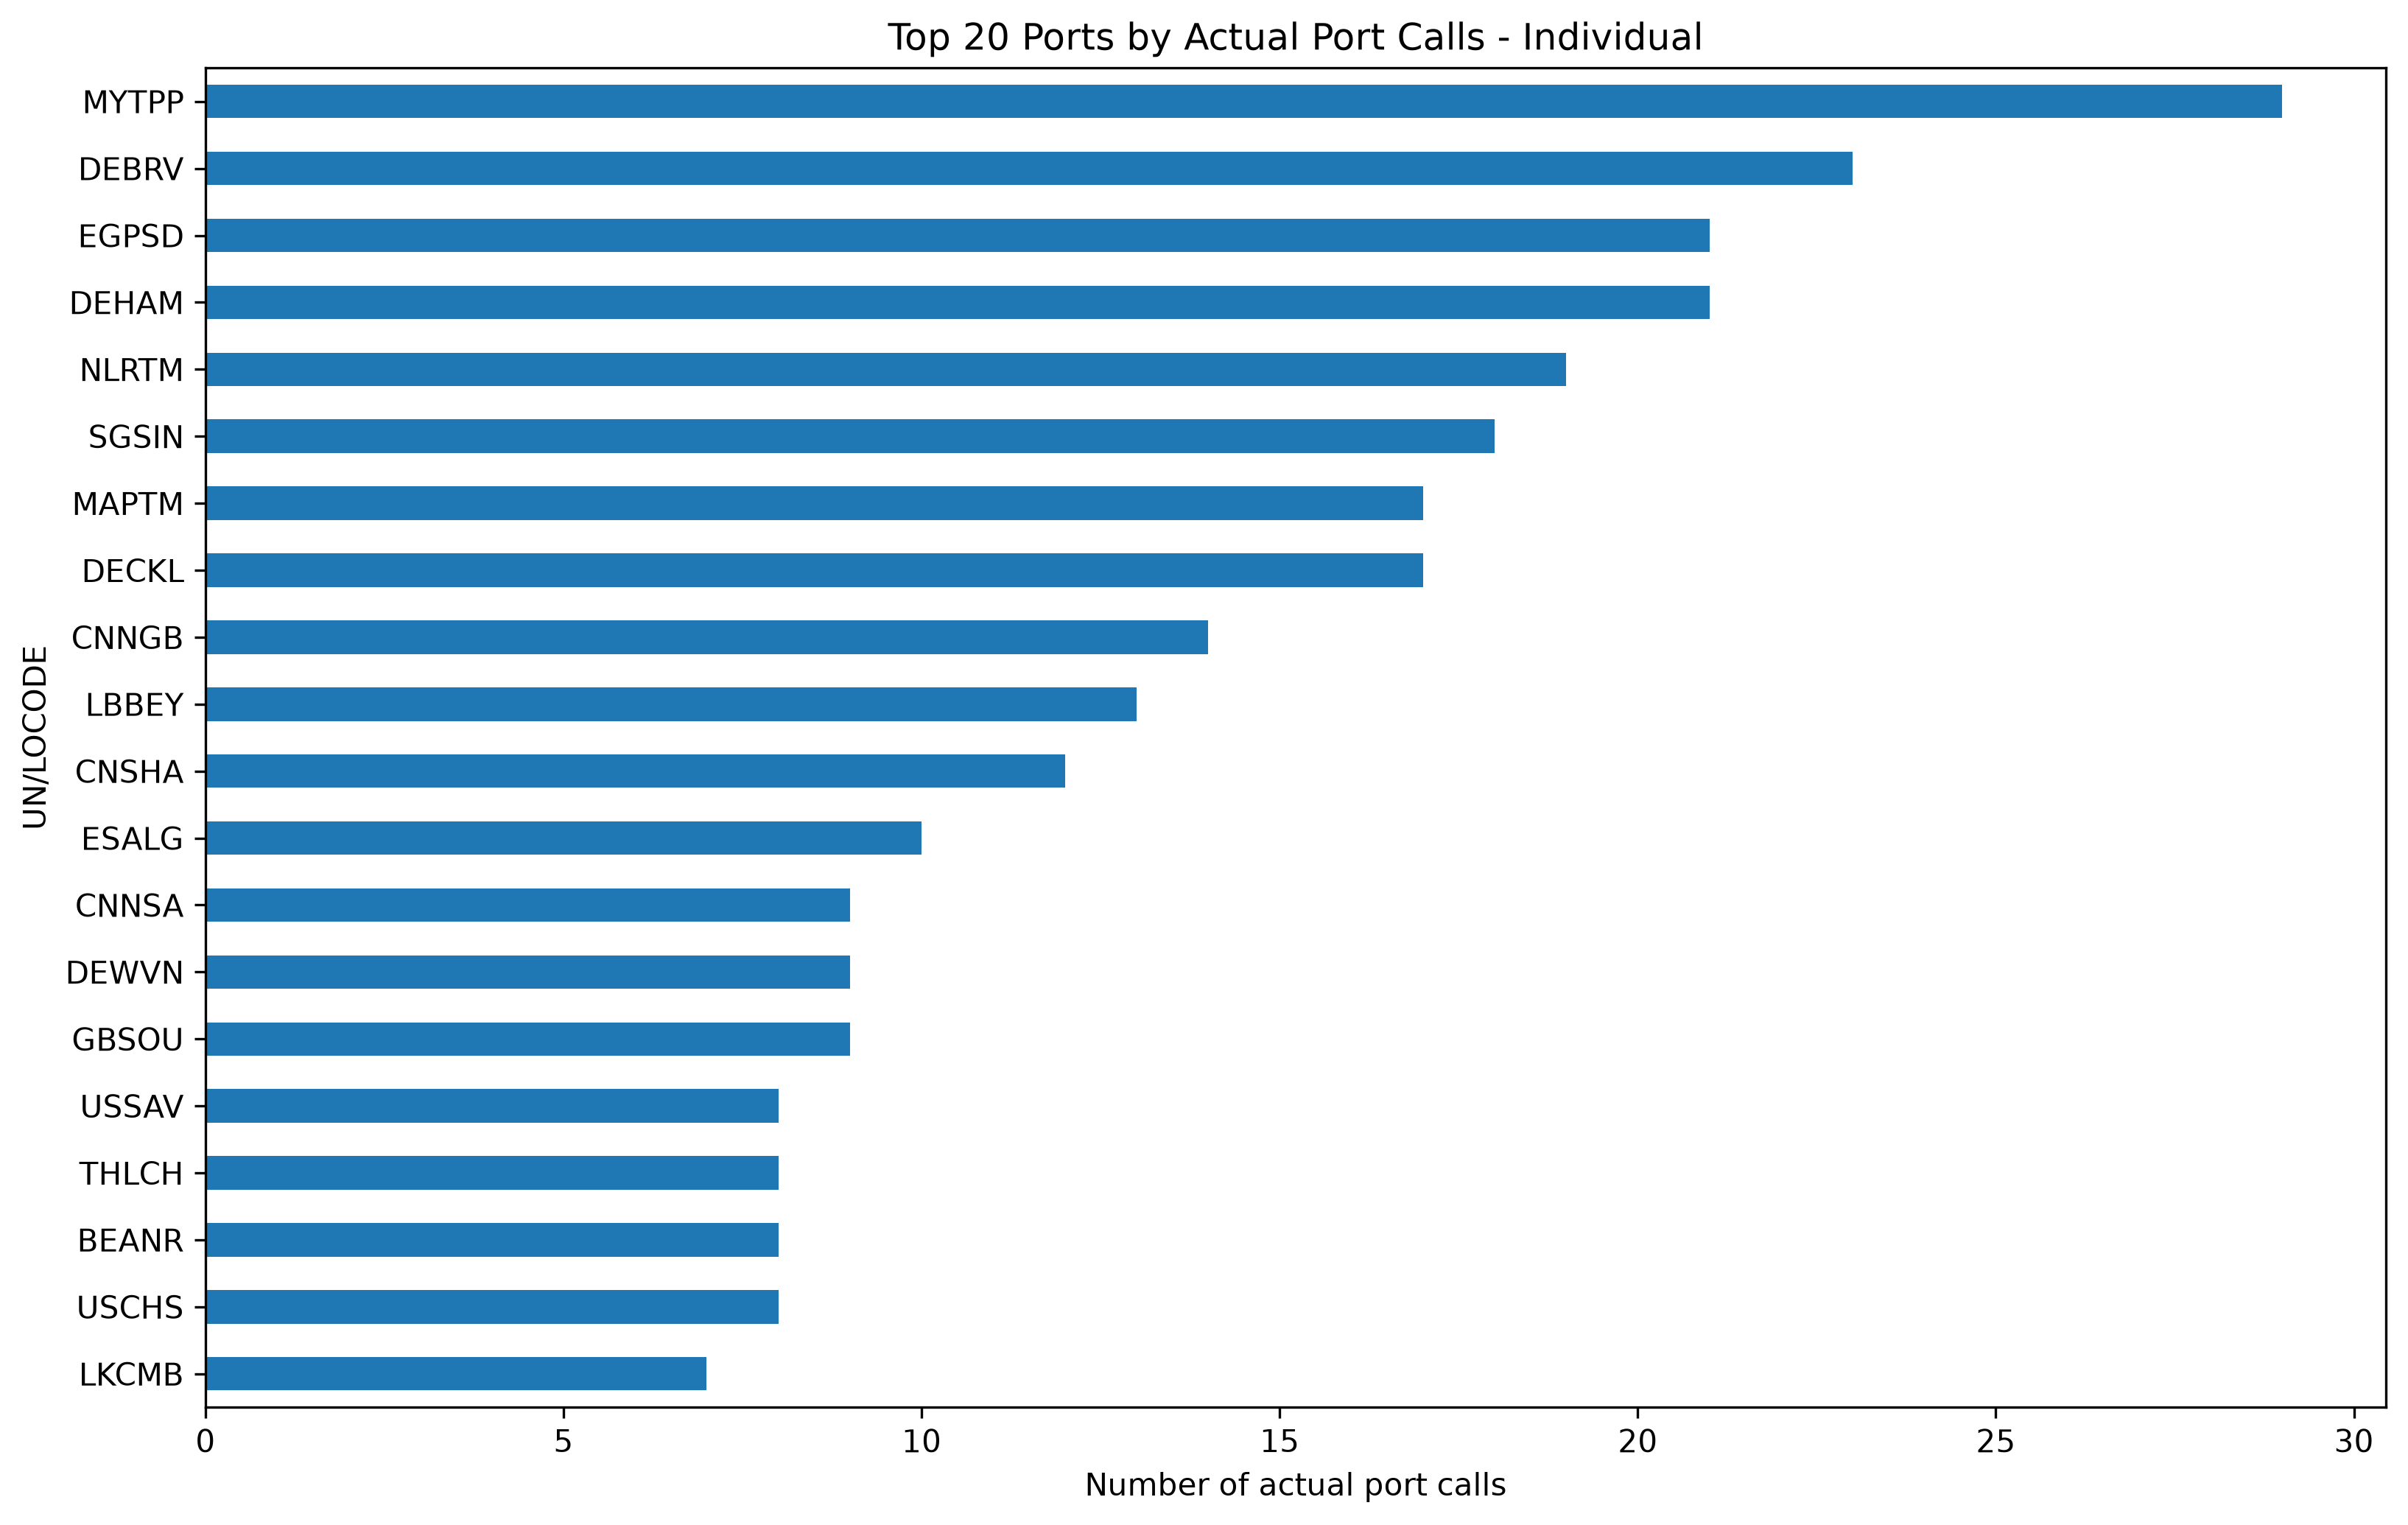 Top 20 Ports by Actual Port Calls - Individual
UN/LOCODE
MYTPP
DEBRV
EGPSD
DEHAM
NLRTM
SGSIN
MAPTM
DECKL
CNNGB
LBBEY
CNSHA
ESALG
CNNSA
DEWVN
GBSOU
USSAV
THLCH
BEANR
USCHS
LKCMB
0 5 10 15 20 25 30
Number of actual port calls